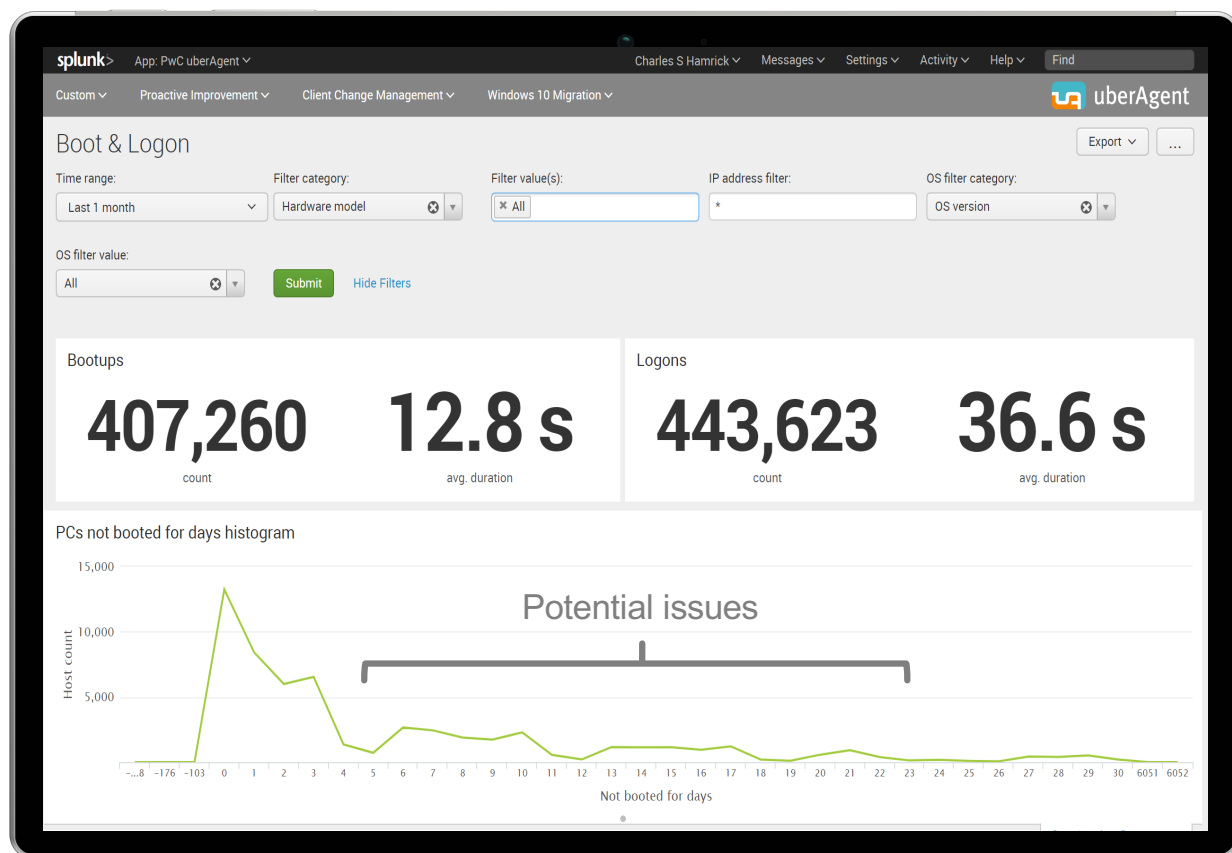 splunk> App: PwC uberAgent Charles S Hamrick Messages Settings Activity Help Find
Custom Proactive Improvement Client Change Management Windows 10 Migration uberAgent
Boot & Logon Export ...
Time range: Filter category: Filter value(s): IP address filter: OS filter category:
Last 1 month Hardware model × All * OS version
OS filter value:
All Submit Hide Filters
Bootups Logons
407,260 12.8 s 443,623 36.6 s
count avg. duration count avg. duration
PCs not booted for days histogram
15,000
Potential issues
10,000
Host count
5,000
-...8 -176 -103 0 1 2 3 4 5 6 7 8 9 10 11 12 13 14 15 16 17 18 19 20 21 22 23 24 25 26 27 28 29 30 6051 6052
Not booted for days